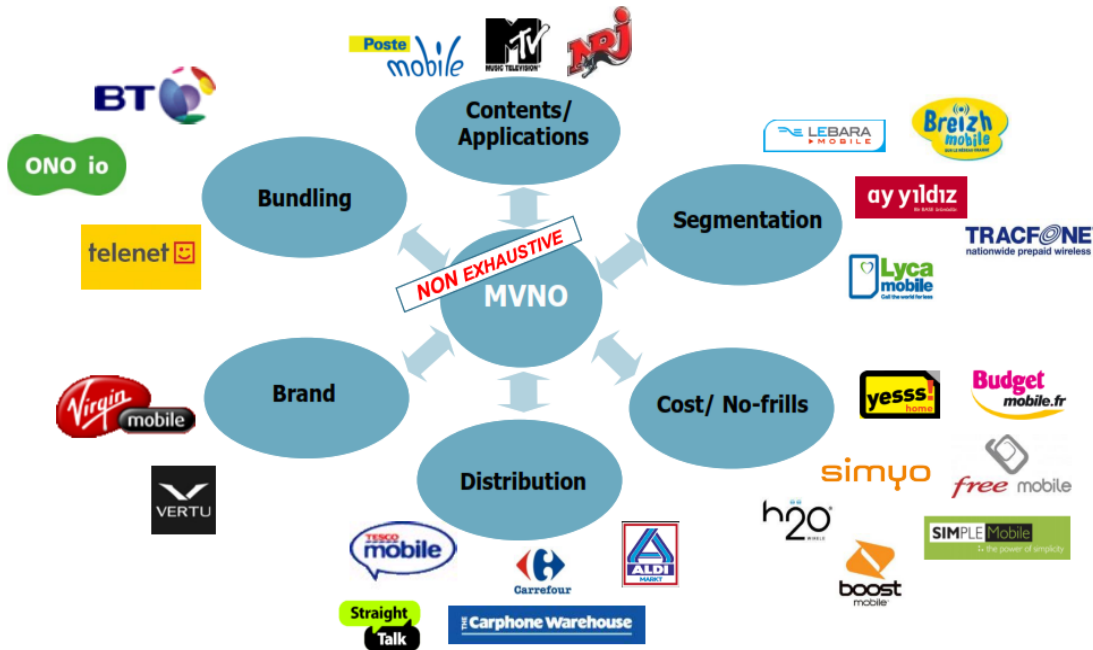 Poste
mobile
MTV
MUSIC TELEVISION
NRJ
BT
Contents/
Applications
LEBARA
MOBILE
Breizh
mobile
ONO io
Bundling
Segmentation
ay yıldız
telenet
NON EXHAUSTIVE
MVNO
TRACFONE
nationwide prepaid wireless
Lyca
mobile
Call the world for less
Brand
Cost/ No-frills
Virgin
mobile
yesss!
home
Budget
mobile.fr
VERTU
Distribution
simyo
free mobile
TESCO
mobile
Carrefour
ALDI
MARKT
h2o
SIMPLE Mobile
the power of simplicity
boost
mobile
Straight
Talk
THE Carphone Warehouse